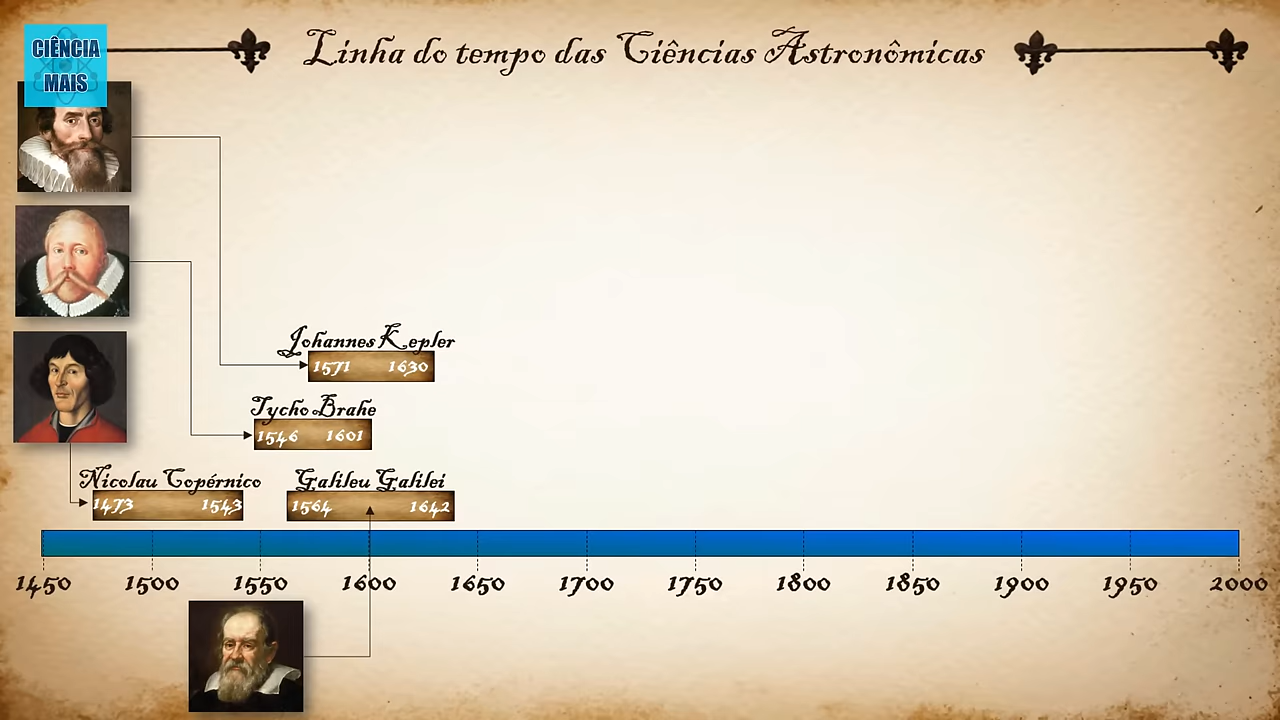 CIÊNCIA
MAIS
Linha do tempo das Ciências Astronômicas
Johannes Kepler
1571 1630
Tycho Brahe
1546 1601
Nicolau Copérnico Galileu Galilei
1473 1543 1564 1642
1450 1500 1550 1600 1650 1700 1750 1800 1850 1900 1950 2000